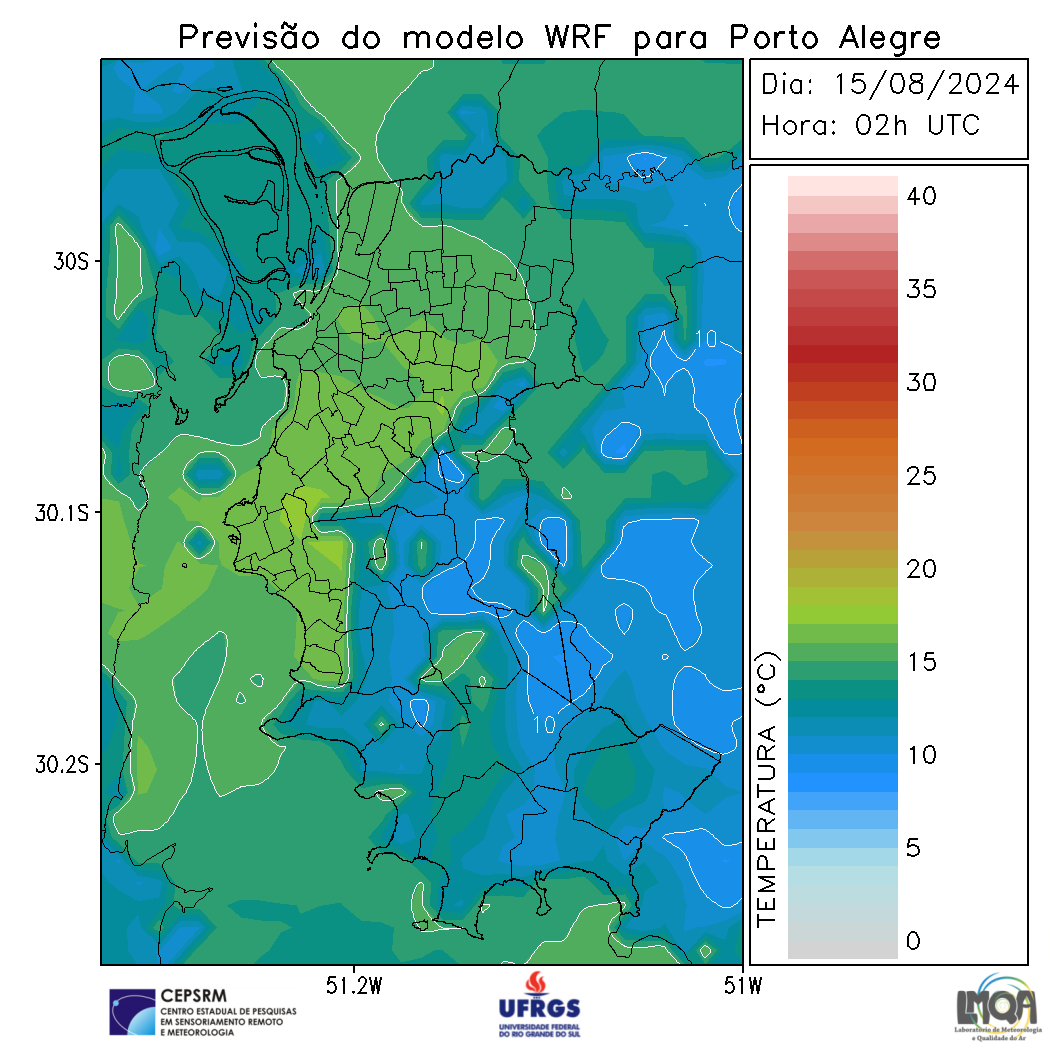 Previsão do modelo WRF para Porto Alegre
Dia: 15/08/2024
Hora: 02h UTC
30S
30.1S
30.2S
51.2W
51W
10
10
40
35
30
25
20
15
10
5
0
TEMPERATURA (°C)
CEPSRM
CENTRO ESTADUAL DE PESQUISAS
EM SENSORIAMENTO REMOTO
E METEOROLOGIA
UFRGS
UNIVERSIDADE FEDERAL
DO RIO GRANDE DO SUL
LMQA
Laboratório de Meteorologia
e Qualidade do Ar